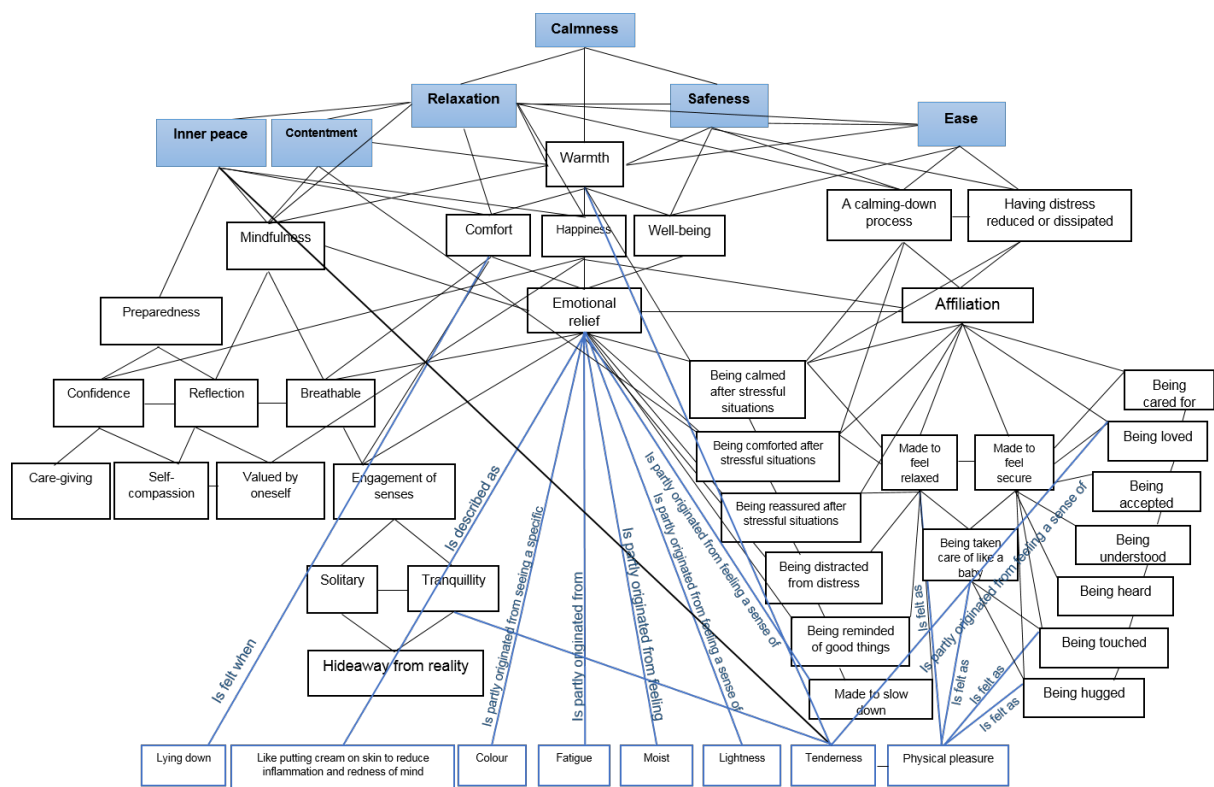 Calmness
Relaxation
Safeness
Inner peace
Contentment
Ease
Warmth
A calming-down
process
Having distress
reduced or dissipated
Mindfulness
Comfort
Happiness
Well-being
Preparedness
Emotional
relief
Affiliation
Confidence
Reflection
Breathable
Being calmed
after stressful
situations
Being
cared for
Being comforted after
stressful situations
Made to
feel
relaxed
Made to
feel
secure
Being loved
Care-giving
Self-
compassion
Valued by
oneself
Engagement of
senses
Being reassured after
stressful situations
Being
accepted
Being taken
care of like a
baby
Being
understood
Being distracted
from distress
Solitary
Tranquillity
Being heard
Being reminded
of good things
Being touched
Hideaway from reality
Made to slow
down
Being hugged
Is felt when
Is described as
Is partly originated from seeing a specific
Is partly originated from
Is partly originated from feeling
Is partly originated from feeling a sense of
Is partly originated from feeling a sense of
Is partly originated from feeling a sense of
Is felt as
Is felt as
Is felt as
Is felt as
Lying down
Like putting cream on skin to reduce
inflammation and redness of mind
Colour
Fatigue
Moist
Lightness
Tenderness
Physical pleasure